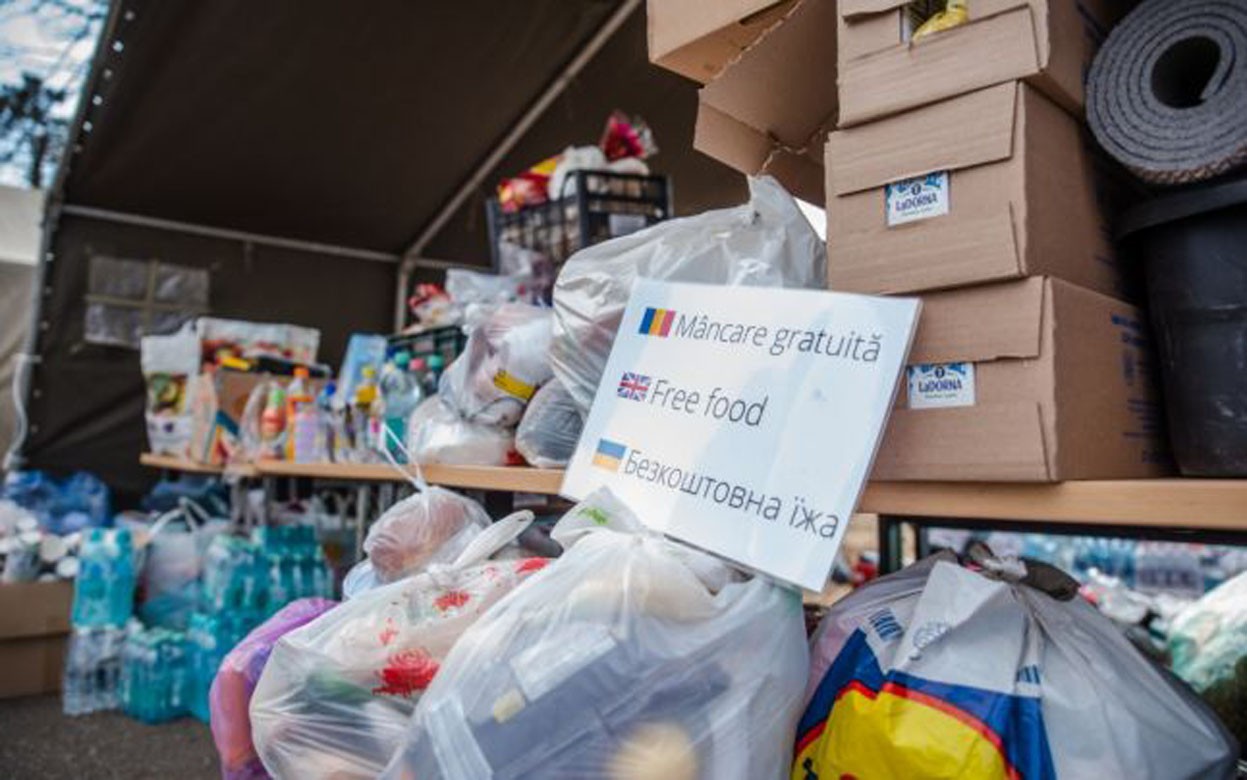 Mâncare gratuită
Free food
Безкоштовна їжа
LaDORNA
LaDORNA